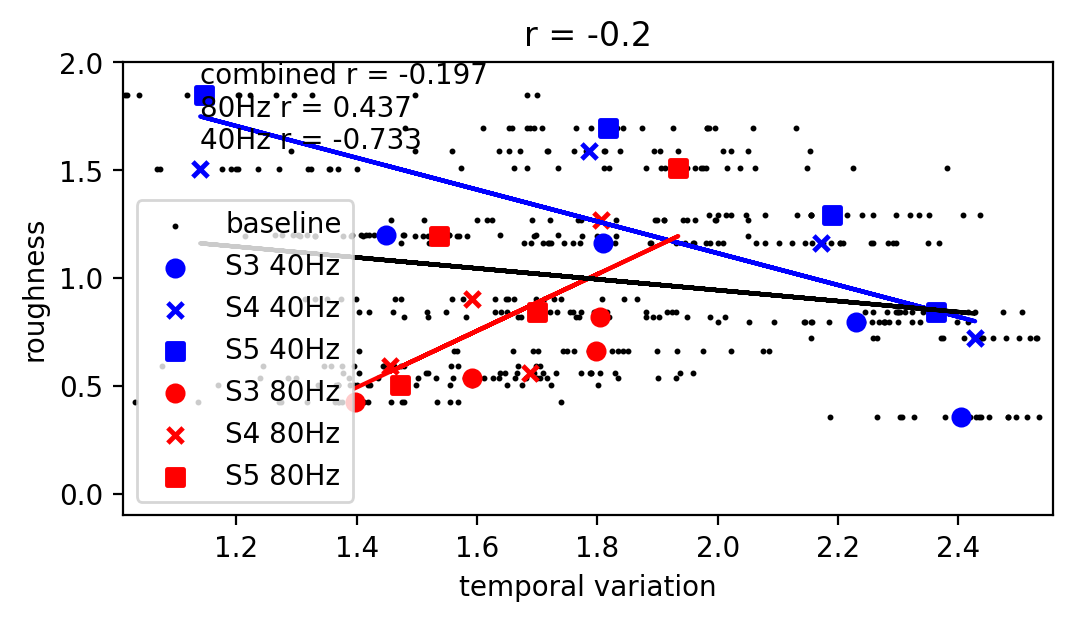 r = -0.2
combined r = -0.197
80Hz r = 0.437
40Hz r = -0.733
2.0
1.5
1.0
0.5
0.0
roughness
baseline
S3 40Hz
S4 40Hz
S5 40Hz
S3 80Hz
S4 80Hz
S5 80Hz
1.2 1.4 1.6 1.8 2.0 2.2 2.4
temporal variation